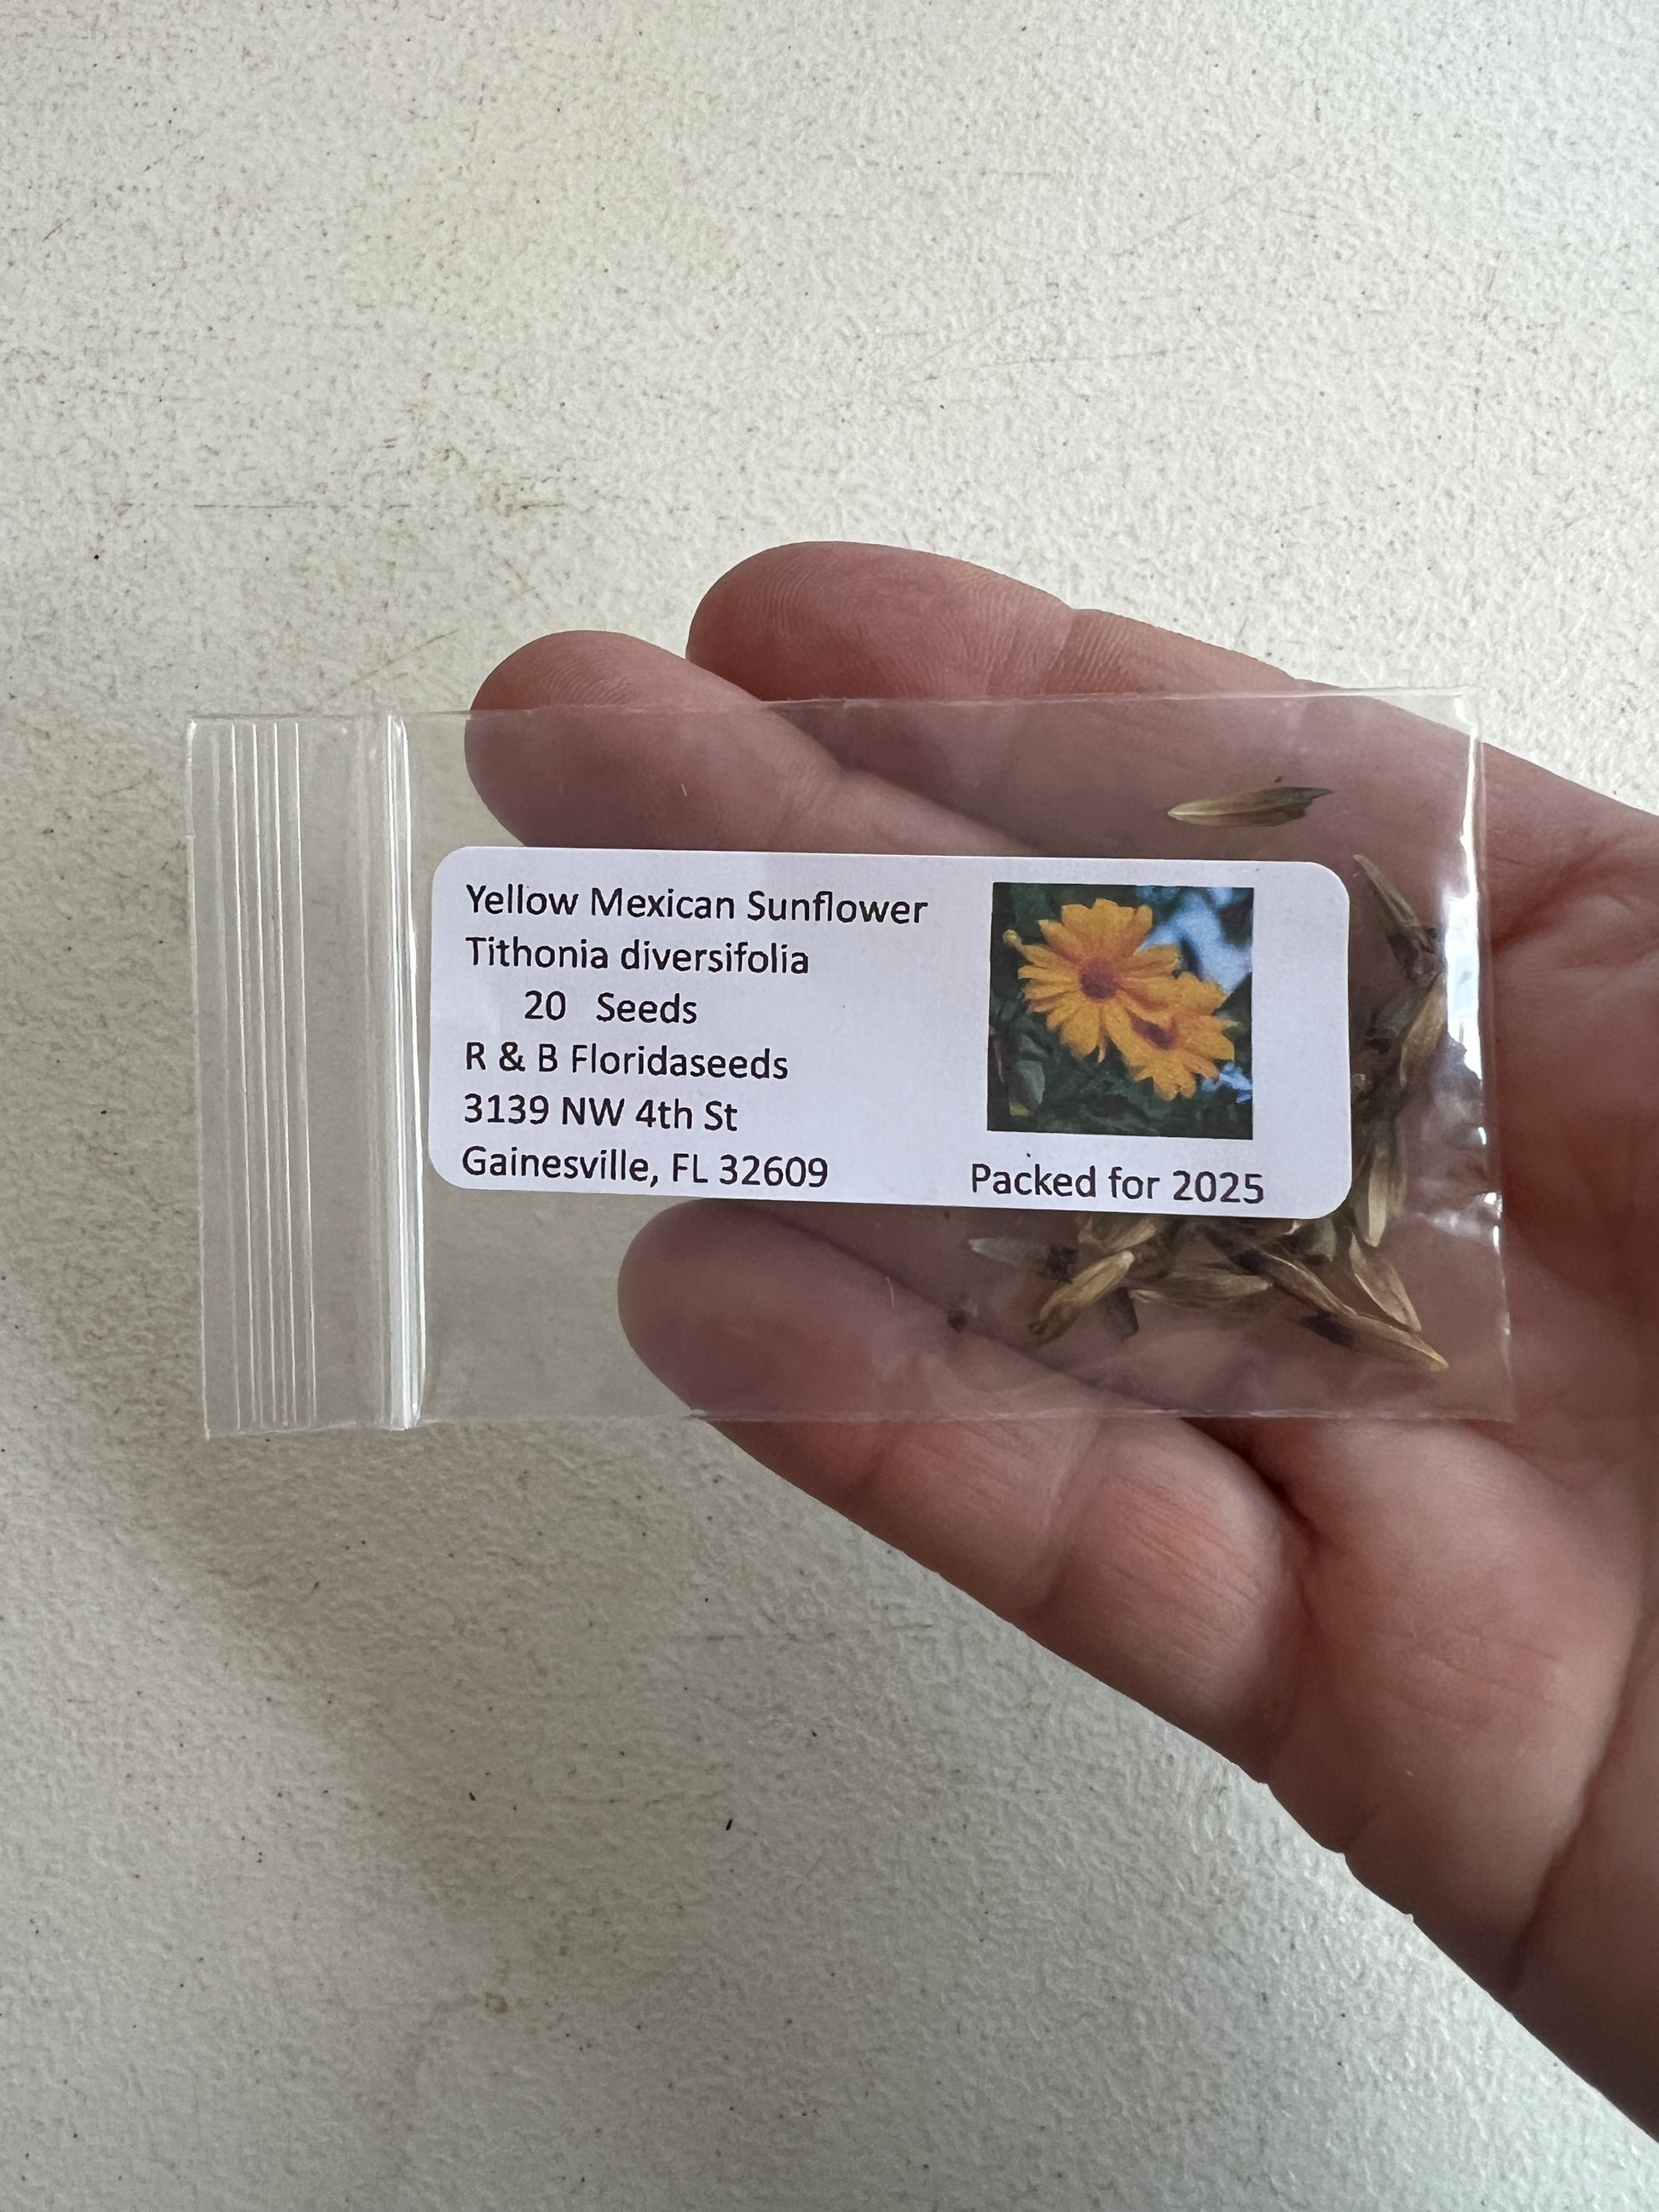 Yellow Mexican Sunflower
Tithonia diversifolia
20 Seeds
R & B Floridaseeds
3139 NW 4th St
Gainesville, FL 32609
Packed for 2025